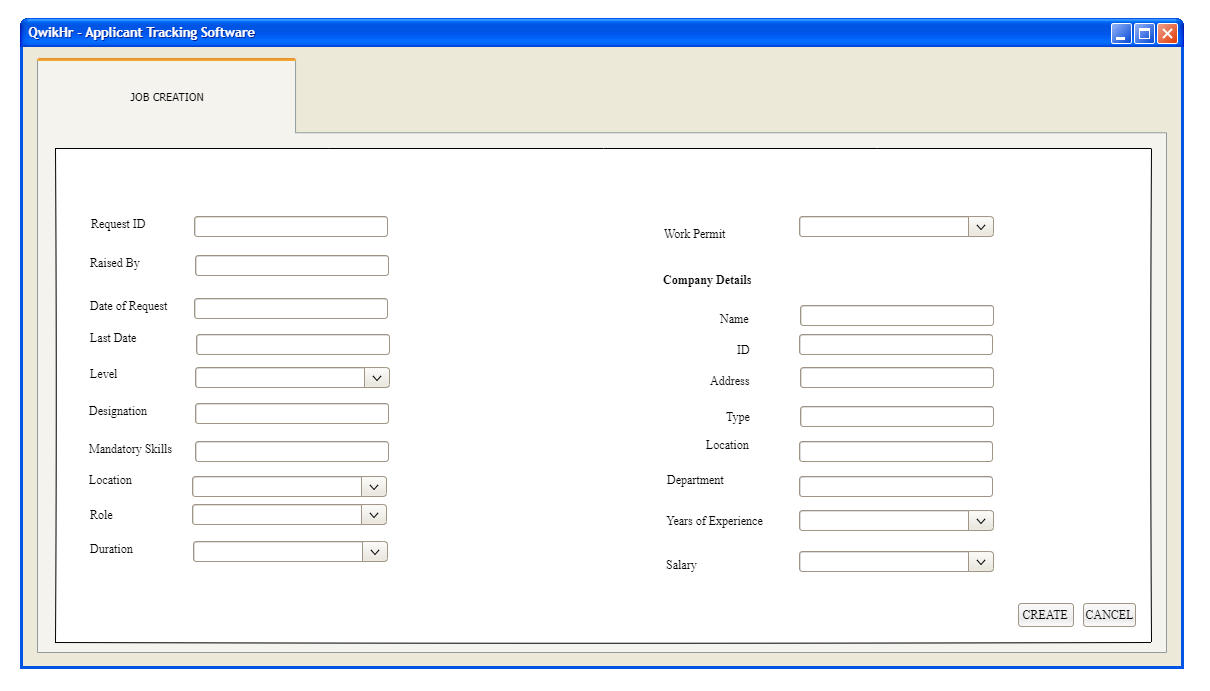 QwikHr - Applicant Tracking Software
JOB CREATION
Request ID
Raised By
Date of Request
Last Date
Level
Designation
Mandatory Skills
Location
Role
Duration
Work Permit
Company Details
Name
ID
Address
Type
Location
Department
Years of Experience
Salary
CREATE CANCEL